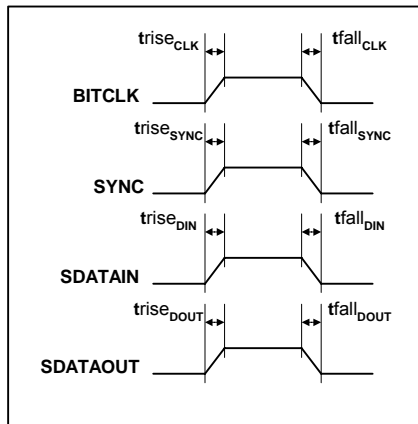 trise_CLK tfall_CLK
BITCLK
trise_SYNC tfall_SYNC
SYNC
trise_DIN tfall_DIN
SDATAIN
trise_DOUT tfall_DOUT
SDATAOUT